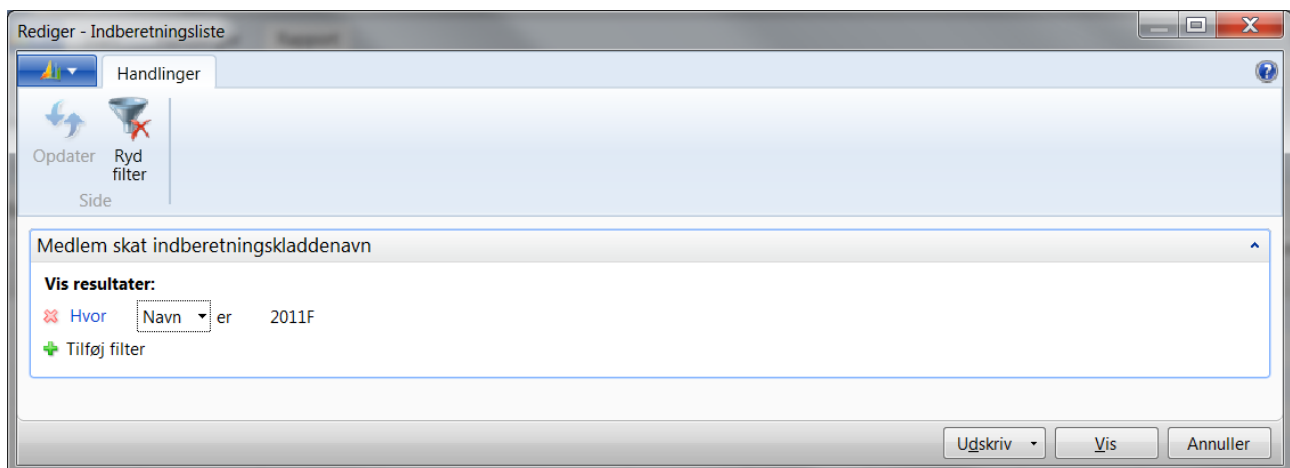 Rediger - Indberetningsliste
Handlinger
Opdater
Ryd
filter
Side
Medlem skat indberetningskladdenavn
Vis resultater:
Hvor Navn er 2011F
Tilføj filter
Udskriv Vis Annuller